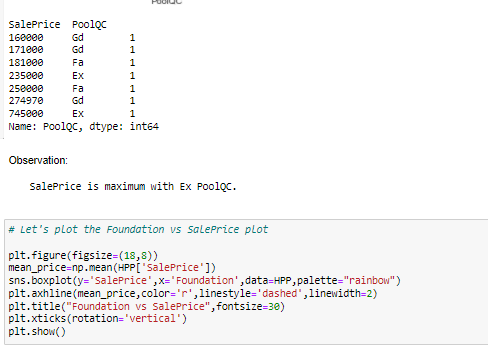 PoolQC
SalePrice  PoolQC
160000     Gd        1
171000     Gd        1
181000     Fa        1
235000     Ex        1
250000     Fa        1
274970     Gd        1
745000     Ex        1
Name: PoolQC, dtype: int64
Observation:
SalePrice is maximum with Ex PoolQC.
# Let's plot the Foundation vs SalePrice plot
plt.figure(figsize=(18,8))
mean_price=np.mean(HPP['SalePrice'])
sns.boxplot(y='SalePrice',x='Foundation',data=HPP,palette="rainbow")
plt.axhline(mean_price,color='r',linestyle='dashed',linewidth=2)
plt.title("Foundation vs SalePrice",fontsize=30)
plt.xticks(rotation='vertical')
plt.show()